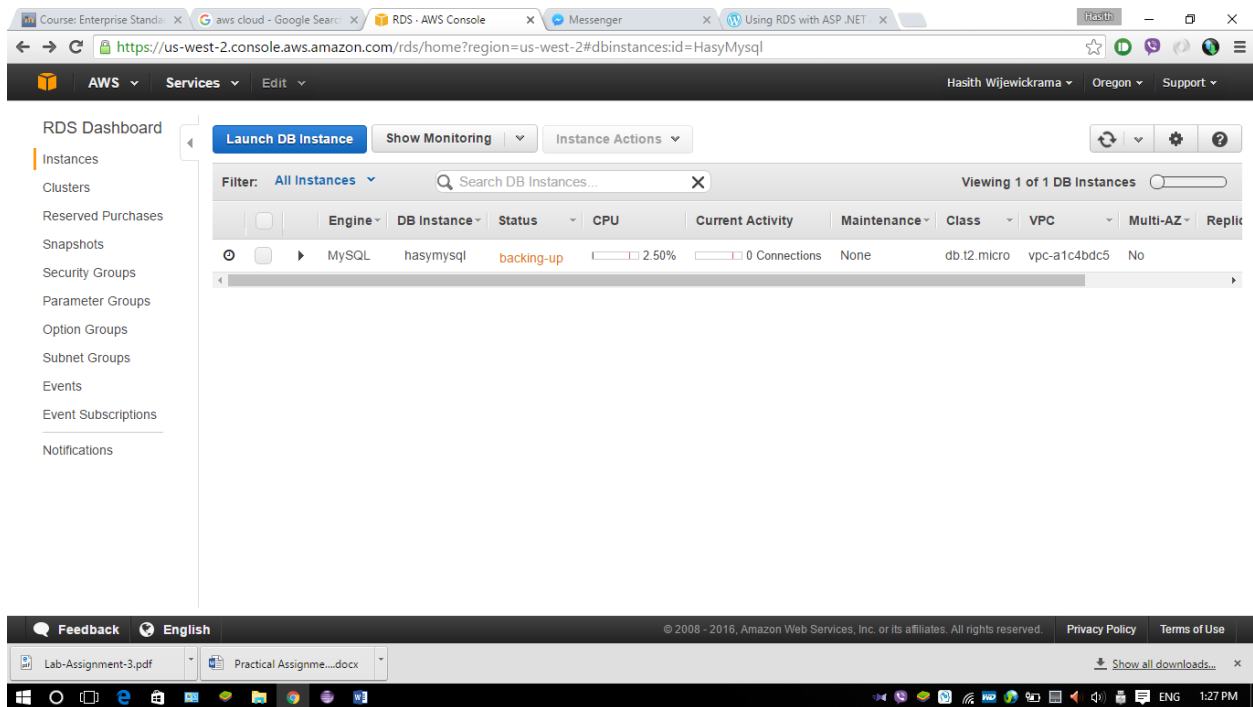 Course: Enterprise Standar
aws cloud - Google Search
RDS · AWS Console
Messenger
Using RDS with ASP .NET
Hasith
https://us-west-2.console.aws.amazon.com/rds/home?region=us-west-2#dbinstances:id=HasyMysql
AWS Services Edit Hasith Wijewickrama Oregon Support
RDS Dashboard
Instances
Clusters
Reserved Purchases
Snapshots
Security Groups
Parameter Groups
Option Groups
Subnet Groups
Events
Event Subscriptions
Notifications
Launch DB Instance Show Monitoring Instance Actions
Filter: All Instances Search DB Instances... Viewing 1 of 1 DB Instances
Engine DB Instance Status CPU Current Activity Maintenance Class VPC Multi-AZ Replic
MySQL hasymysql backing-up 2.50% 0 Connections None db.t2.micro vpc-a1c4bdc5 No
Feedback English © 2008 - 2016, Amazon Web Services, Inc. or its affiliates. All rights reserved. Privacy Policy Terms of Use
Lab-Assignment-3.pdf Practical Assignme....docx Show all downloads...
ENG 1:27 PM